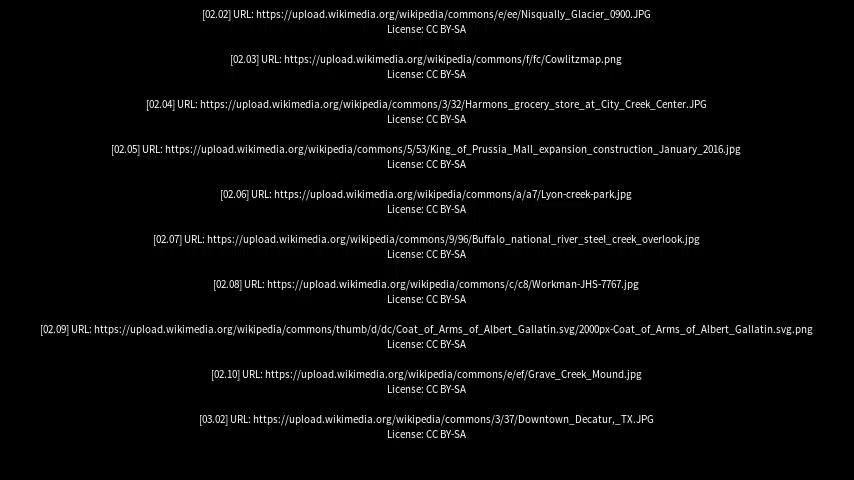 [02.02] URL: https://upload.wikimedia.org/wikipedia/commons/e/ee/Nisqually_Glacier_0900.JPG
License: CC BY-SA
[02.03] URL: https://upload.wikimedia.org/wikipedia/commons/f/fc/Cowlitzmap.png
License: CC BY-SA
[02.04] URL: https://upload.wikimedia.org/wikipedia/commons/3/32/Harmons_grocery_store_at_City_Creek_Center.JPG
License: CC BY-SA
[02.05] URL: https://upload.wikimedia.org/wikipedia/commons/5/53/King_of_Prussia_Mall_expansion_construction_January_2016.jpg
License: CC BY-SA
[02.06] URL: https://upload.wikimedia.org/wikipedia/commons/a/a7/Lyon-creek-park.jpg
License: CC BY-SA
[02.07] URL: https://upload.wikimedia.org/wikipedia/commons/9/96/Buffalo_national_river_steel_creek_overlook.jpg
License: CC BY-SA
[02.08] URL: https://upload.wikimedia.org/wikipedia/commons/c/c8/Workman-JHS-7767.jpg
License: CC BY-SA
[02.09] URL: https://upload.wikimedia.org/wikipedia/commons/thumb/d/dc/Coat_of_Arms_of_Albert_Gallatin.svg/2000px-Coat_of_Arms_of_Albert_Gallatin.svg.png
License: CC BY-SA
[02.10] URL: https://upload.wikimedia.org/wikipedia/commons/e/ef/Grave_Creek_Mound.jpg
License: CC BY-SA
[03.02] URL: https://upload.wikimedia.org/wikipedia/commons/3/37/Downtown_Decatur,_TX.JPG
License: CC BY-SA